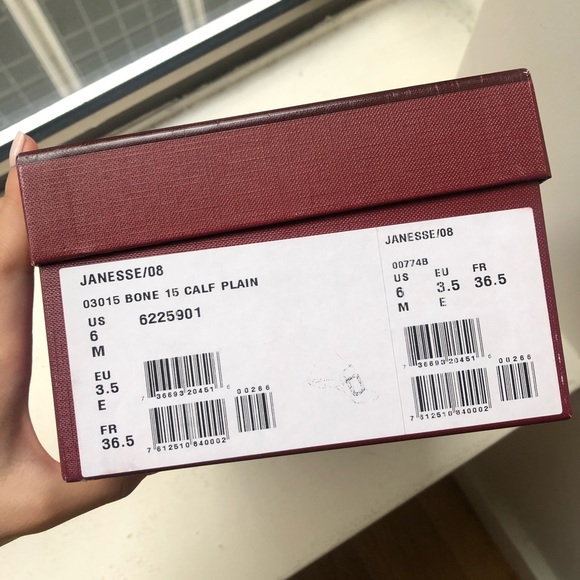 JANESSE/08
03015 BONE 15 CALF PLAIN
US 6225901
6
M
EU
3.5
E
FR
36.5
7 36693 20451 6
00266
7 612510 840002
JANESSE/08
00774B
US EU FR
6 3.5 36.5
M E
7 36693 20451 6
00266
7 612510 840002